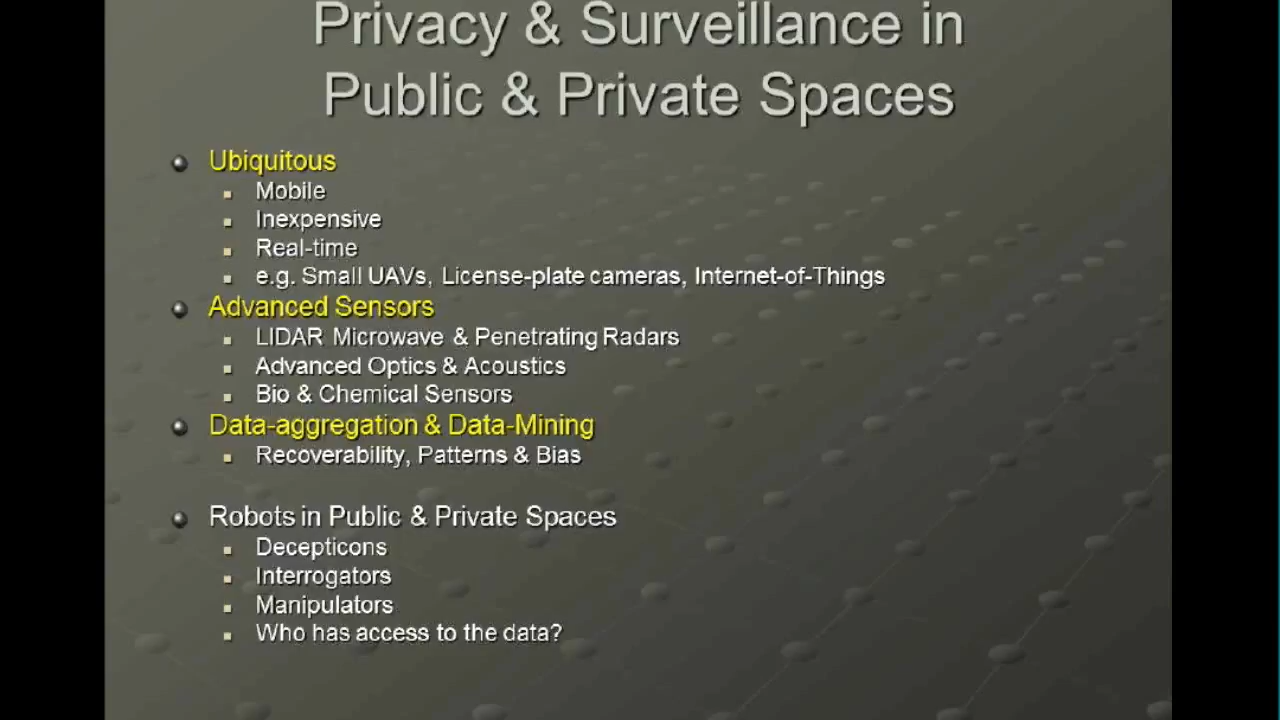 Privacy & Surveillance in
Public & Private Spaces
Ubiquitous
Mobile
Inexpensive
Real-time
e.g. Small UAVs, License-plate cameras, Internet-of-Things
Advanced Sensors
LIDAR Microwave & Penetrating Radars
Advanced Optics & Acoustics
Bio & Chemical Sensors
Data-aggregation & Data-Mining
Recoverability, Patterns & Bias
Robots in Public & Private Spaces
Decepticons
Interrogators
Manipulators
Who has access to the data?